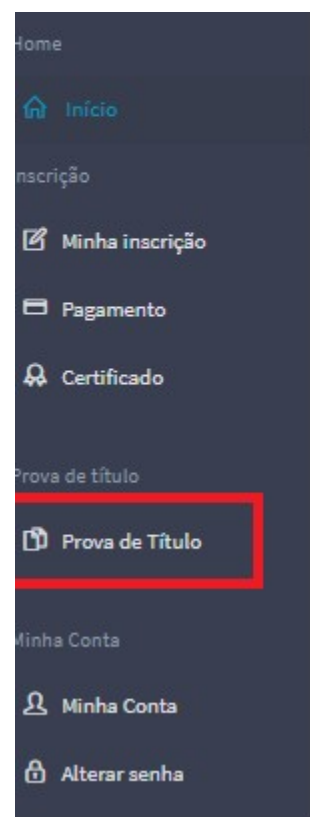 Home
Início
nscrição
Minha inscrição
Pagamento
Certificado
Prova de título
Prova de Título
Minha Conta
Minha Conta
Alterar senha